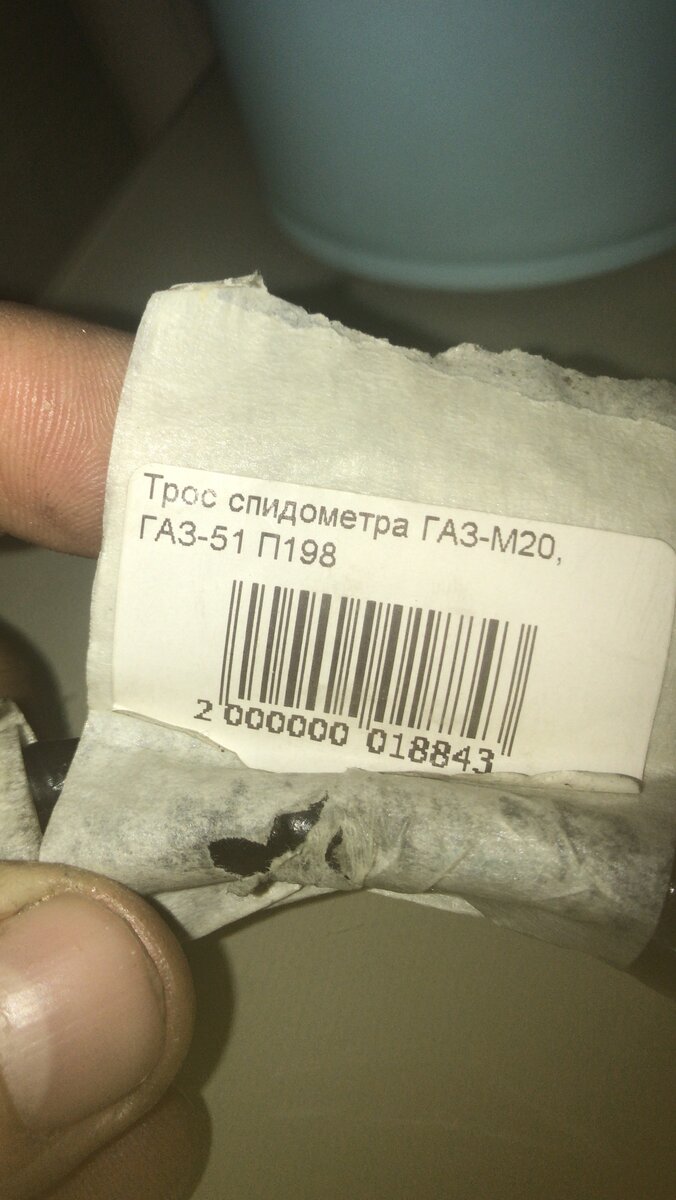 Трос спидометра ГАЗ-М20,
ГАЗ-51 П198
2 000000 018843